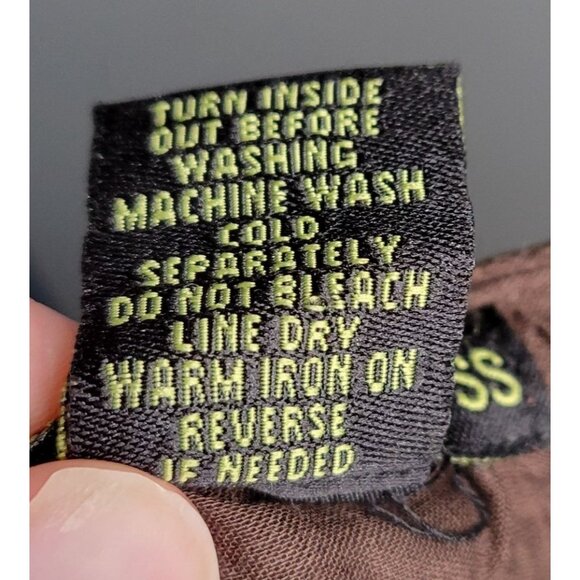 TURN INSIDE
OUT BEFORE
WASHING
MACHINE WASH
COLD
SEPARATELY
DO NOT BLEACH
LINE DRY
WARM IRON ON
REVERSE
IF NEEDED
SS